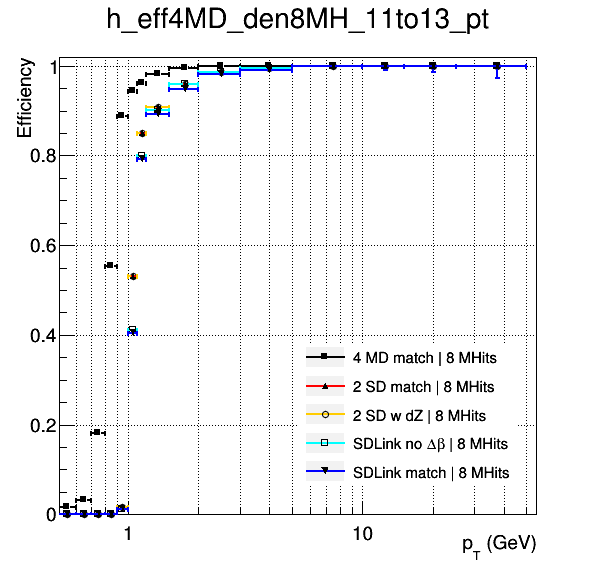 h_eff4MD_den8MH_11to13_pt
Efficiency
1
0.8
0.6
0.4
0.2
0
4 MD match | 8 MHits
2 SD match | 8 MHits
2 SD w dZ | 8 MHits
SDLink no Δβ | 8 MHits
SDLink match | 8 MHits
1 10
p_T (GeV)